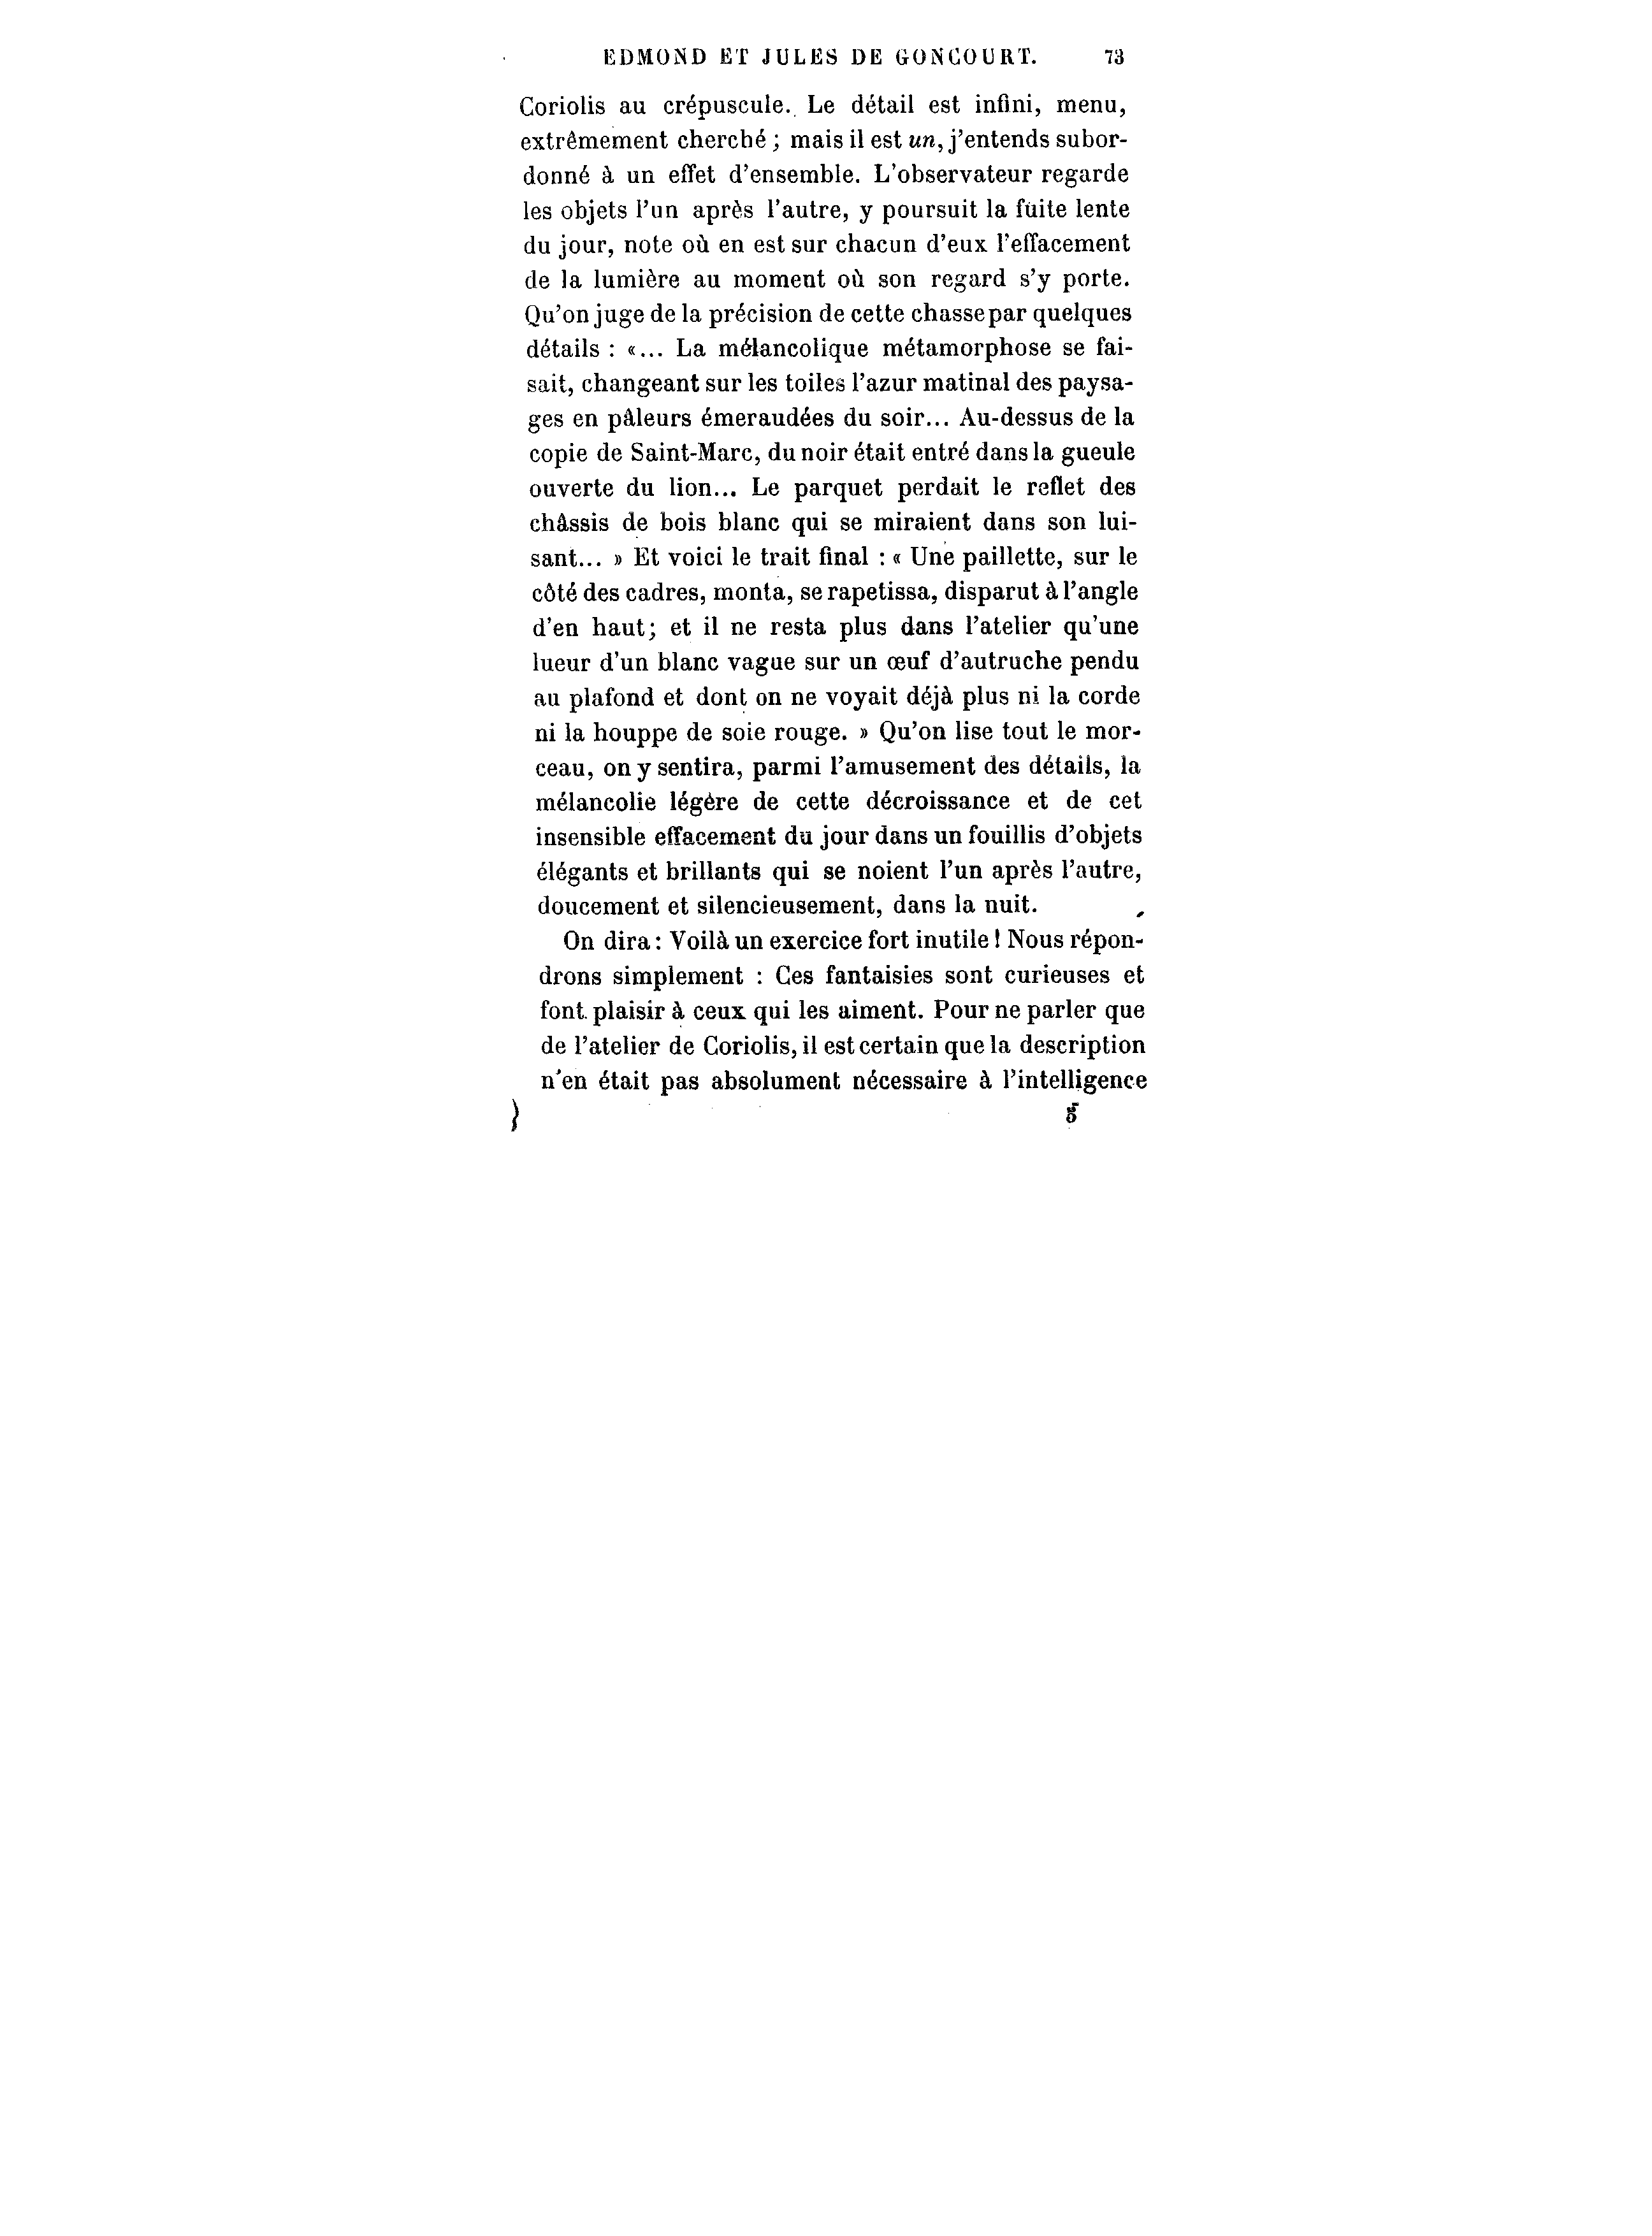 EDMOND ET JULES DE GONCOURT. 73
Coriolis au crépuscule. Le détail est infini, menu,
extrêmement cherché ; mais il est un, j'entends subor-
donné à un effet d'ensemble. L'observateur regarde
les objets l'un après l'autre, y poursuit la fuite lente
du jour, note où en est sur chacun d'eux l'effacement
de la lumière au moment où son regard s'y porte.
Qu'on juge de la précision de cette chasse par quelques
détails : «... La mélancolique métamorphose se fai-
sait, changeant sur les toiles l'azur matinal des paysa-
ges en pâleurs émeraudées du soir... Au-dessus de la
copie de Saint-Marc, du noir était entré dans la gueule
ouverte du lion... Le parquet perdait le reflet des
châssis de bois blanc qui se miraient dans son lui-
sant... » Et voici le trait final : « Une paillette, sur le
côté des cadres, monta, se rapetissa, disparut à l'angle
d'en haut; et il ne resta plus dans l'atelier qu'une
lueur d'un blanc vague sur un œuf d'autruche pendu
au plafond et dont on ne voyait déjà plus ni la corde
ni la houppe de soie rouge. » Qu'on lise tout le mor-
ceau, on y sentira, parmi l'amusement des détails, la
mélancolie légère de cette décroissance et de cet
insensible effacement du jour dans un fouillis d'objets
élégants et brillants qui se noient l'un après l'autre,
doucement et silencieusement, dans la nuit.
On dira : Voilà un exercice fort inutile ! Nous répon-
drons simplement : Ces fantaisies sont curieuses et
font plaisir à ceux qui les aiment. Pour ne parler que
de l'atelier de Coriolis, il est certain que la description
n'en était pas absolument nécessaire à l'intelligence
5